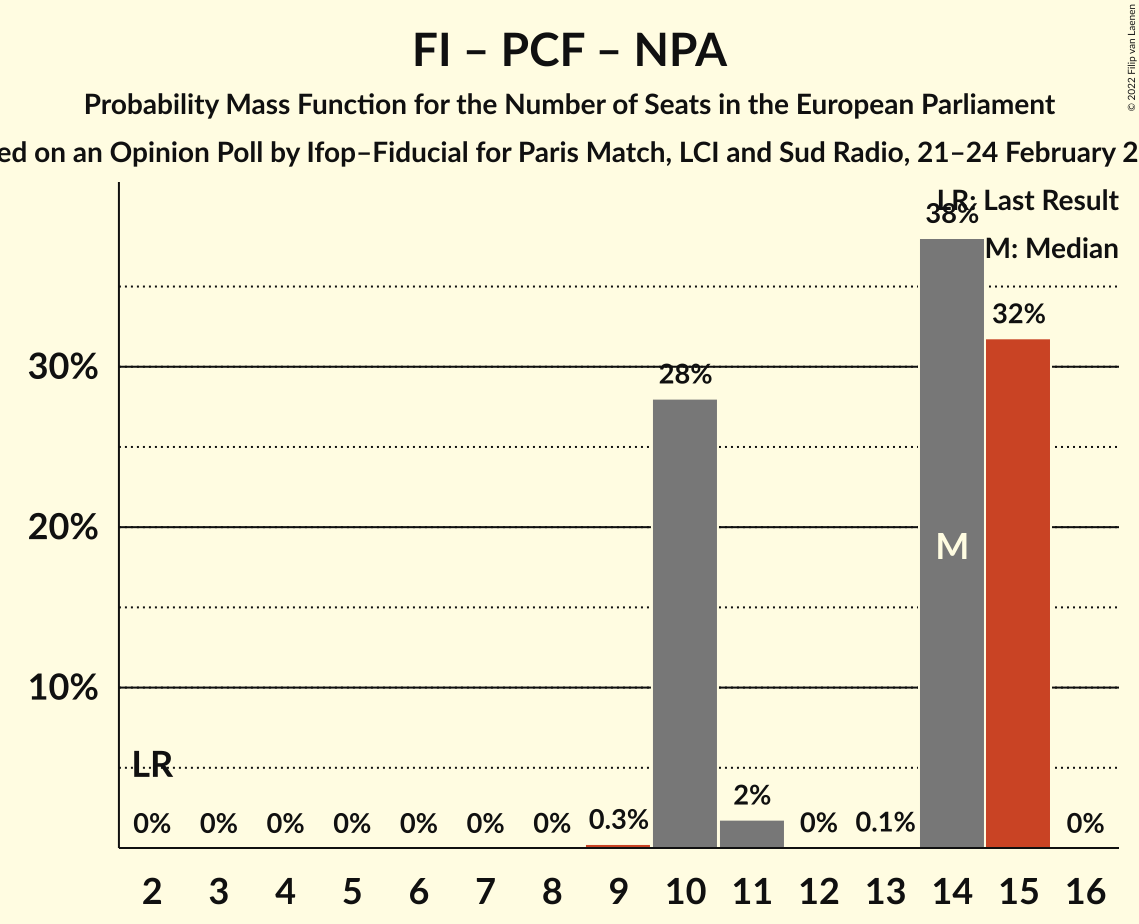 FI – PCF – NPA
Probability Mass Function for the Number of Seats in the European Parliament
on an Opinion Poll by Ifop–Fiducial for Paris Match, LCI and Sud Radio, 21–24 February
© 2022 Filip van Laenen
LR: Last Result
M: Median
38%
32%
28%
30%
20%
10%
M
LR
0% 0% 0% 0% 0% 0% 0% 0.3% 2% 0% 0.1% 0%
2 3 4 5 6 7 8 9 10 11 12 13 14 15 16